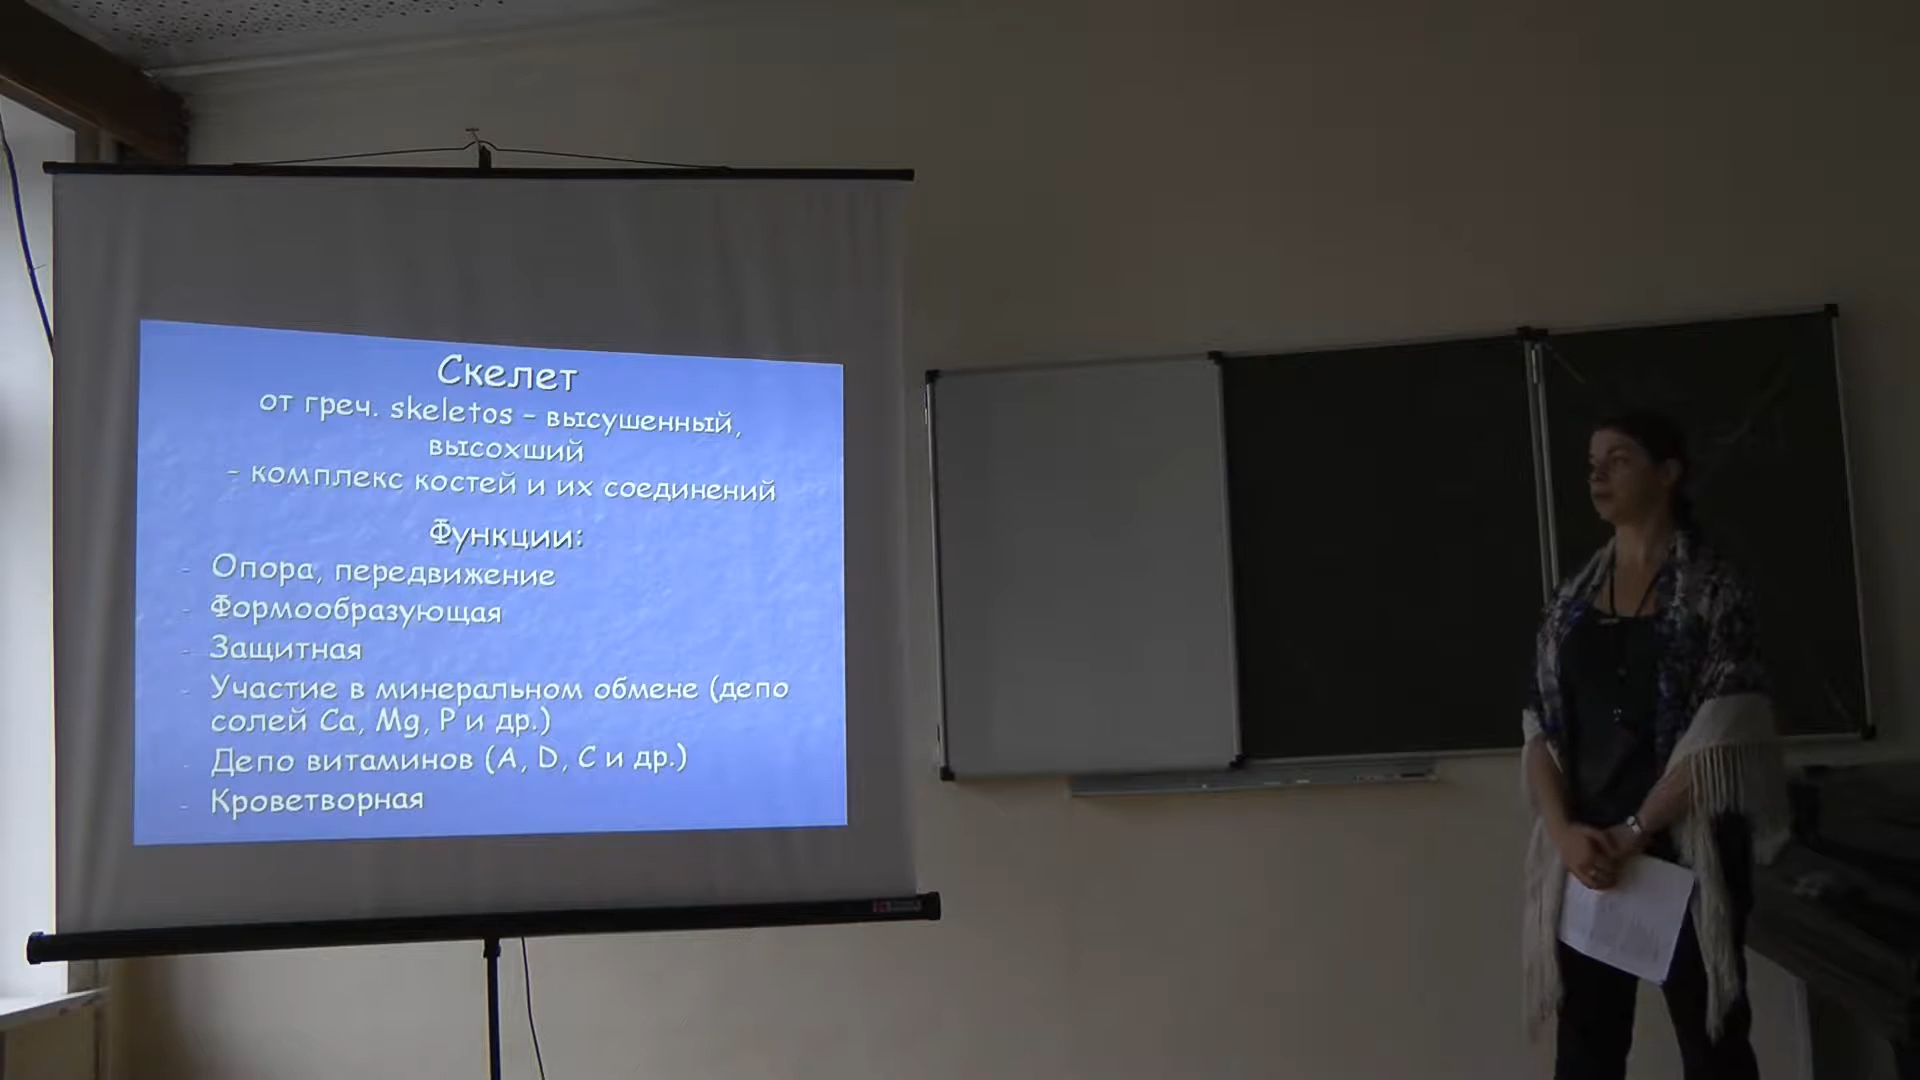 Скелет
от греч. skeletos – высушенный,
высохший
– комплекс костей и их соединений
Функции:
- Опора, передвижение
- Формообразующая
- Защитная
- Участие в минеральном обмене (депо
солей Ca, Mg, P и др.)
- Депо витаминов (A, D, C и др.)
- Кроветворная